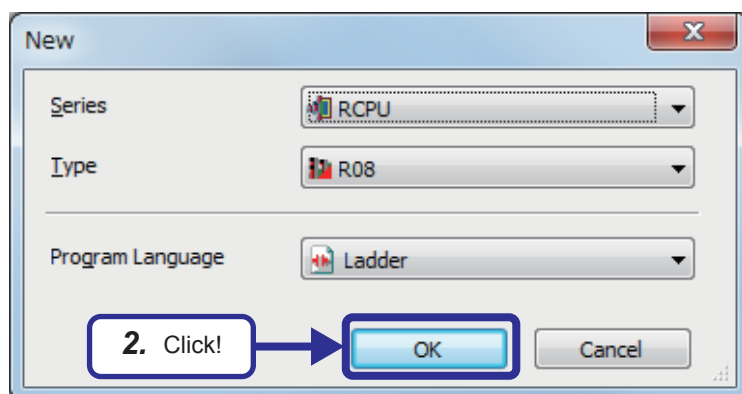 New
Series
RCPU
Type
R08
Program Language
Ladder
2. Click!
OK
Cancel